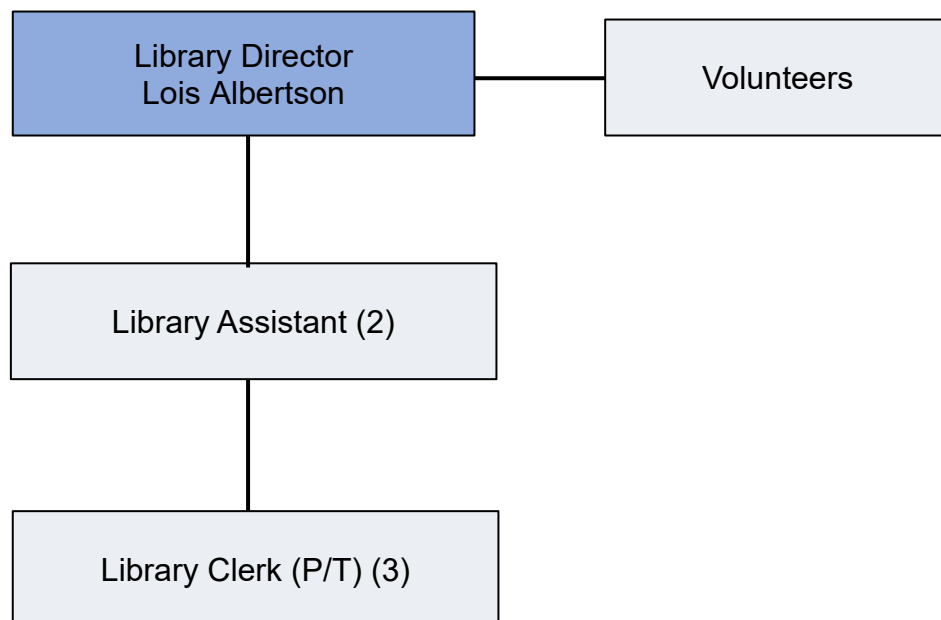 Library Director
Lois Albertson
Volunteers
Library Assistant (2)
Library Clerk (P/T) (3)